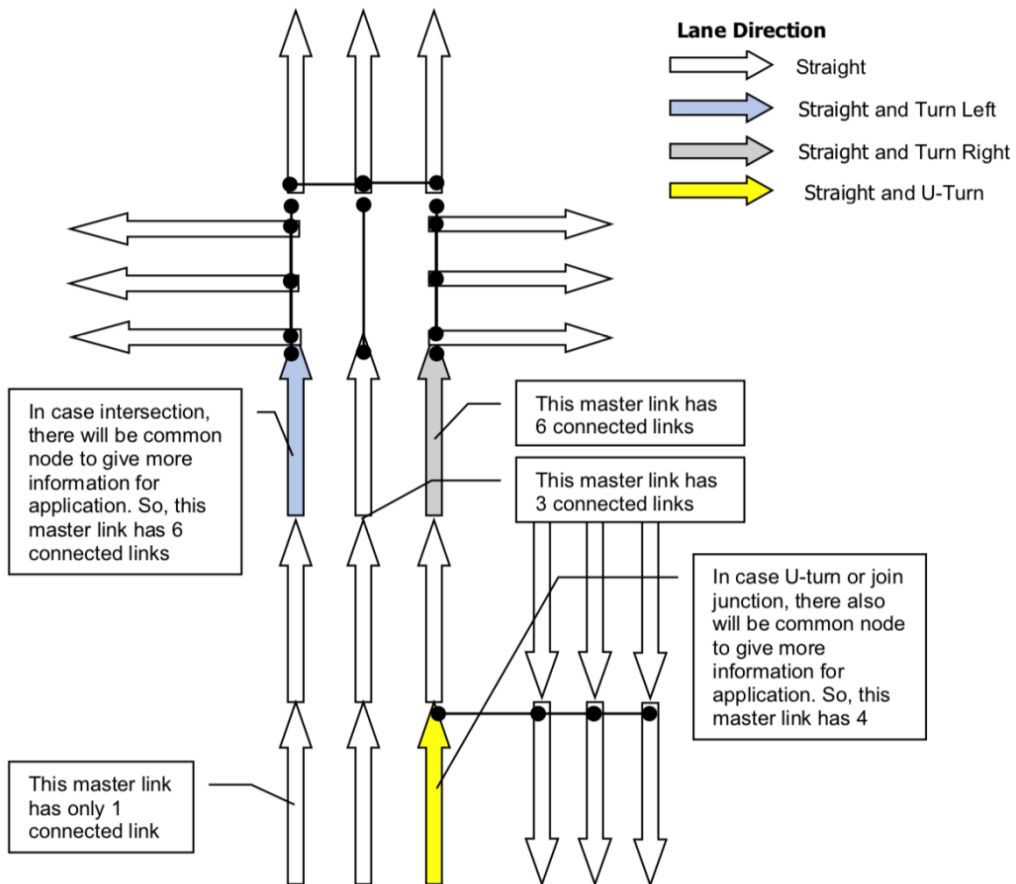 Lane Direction
Straight
Straight and Turn Left
Straight and Turn Right
Straight and U-Turn
In case intersection,
there will be common
node to give more
information for
application. So, this
master link has 6
connected links
This master link has
6 connected links
This master link has
3 connected links
In case U-turn or join
junction, there also
will be common node
to give more
information for
application. So, this
master link has 4
This master link
has only 1
connected link